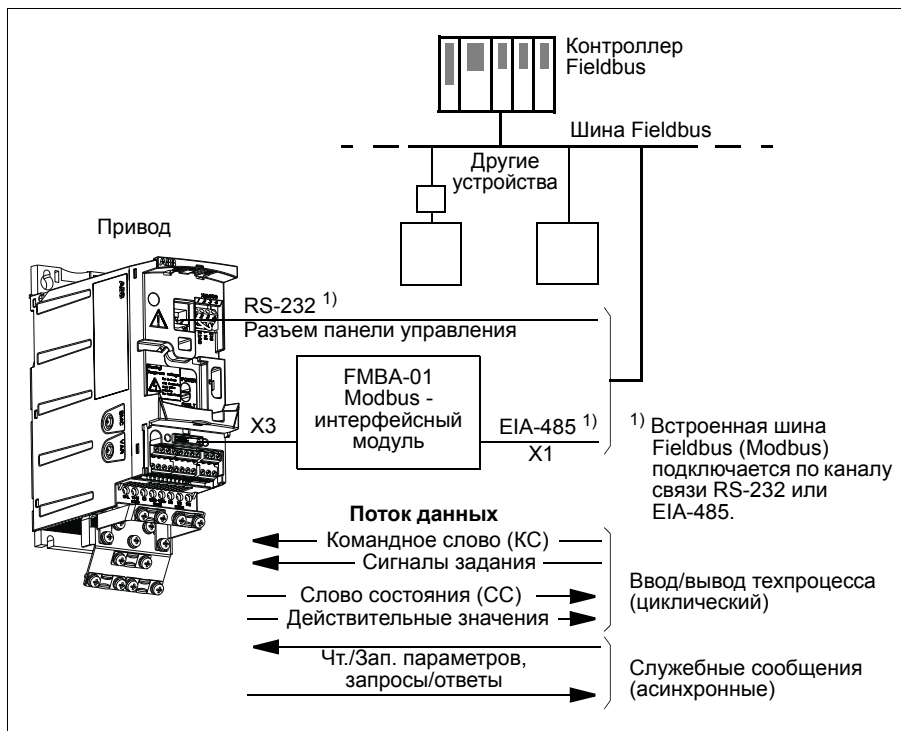 Контроллер
Fieldbus
Шина Fieldbus
Другие
устройства
Привод
ABB
RS-232 1)
Разъем панели управления
FMBA-01
Modbus -
интерфейсный
модуль
X3
EIA-485 1)
X1
1) Встроенная шина
Fieldbus (Modbus)
подключается по каналу
связи RS-232 или
EIA-485.
Поток данных
Командное слово (КС)
Сигналы задания
Слово состояния (СС)
Действительные значения
Ввод/вывод техпроцесса
(циклический)
Чт./Зап. параметров,
запросы/ответы
Служебные сообщения
(асинхронные)